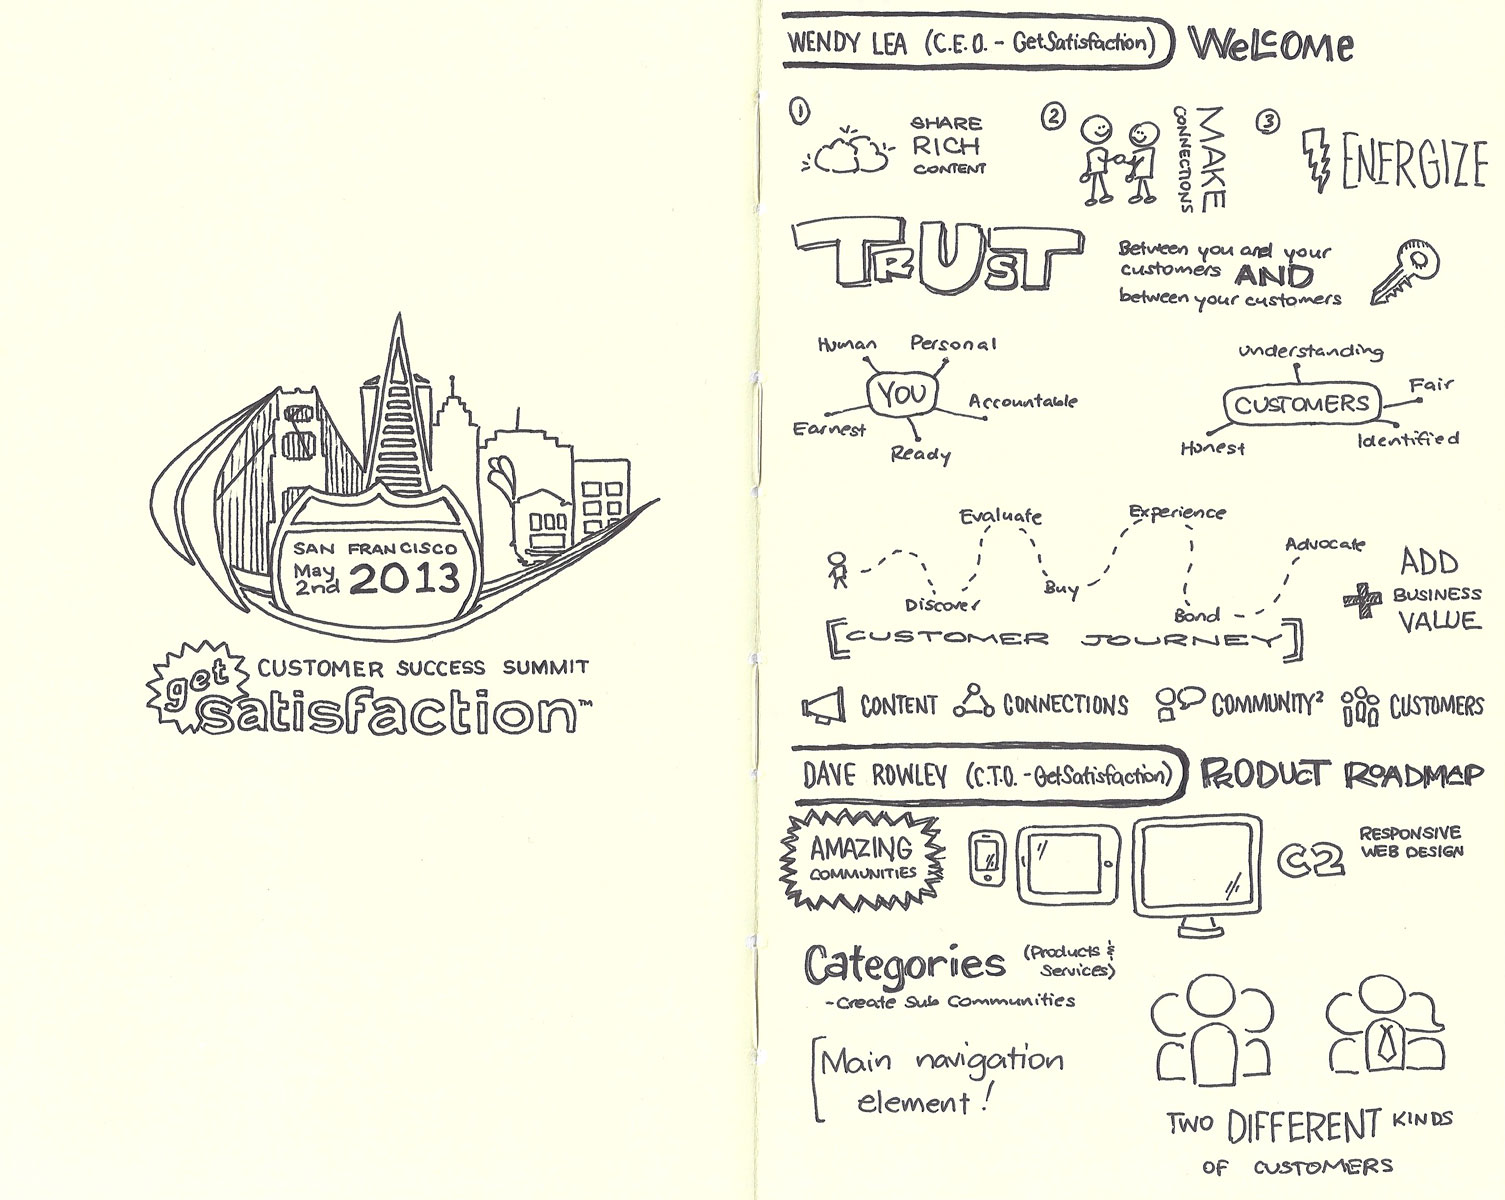 SAN FRANCISCO
May 2nd 2013
CUSTOMER SUCCESS SUMMIT
get
satisfaction™
WENDY LEA (C.E.O. - GetSatisfaction) WELCOME
1
SHARE
RICH
CONTENT
2
MAKE
CONNECTIONS
3
ENERGIZE
TRUST
Between you and your
customers AND
between your customers
Human Personal
YOU
Accountable
Earnest
Ready
Understanding
Fair
CUSTOMERS
Honest Identified
Evaluate Experience
Advocate
Discover Buy
Bond
[CUSTOMER JOURNEY]
+ ADD
BUSINESS
VALUE
CONTENT CONNECTIONS COMMUNITY² CUSTOMERS
DAVE ROWLEY (C.T.O. - GetSatisfaction) PRODUCT ROADMAP
AMAZING
COMMUNITIES
C2 RESPONSIVE
WEB DESIGN
Categories (Products &
Services)
- Create Sub Communities
[Main navigation
element!
TWO DIFFERENT KINDS
OF CUSTOMERS